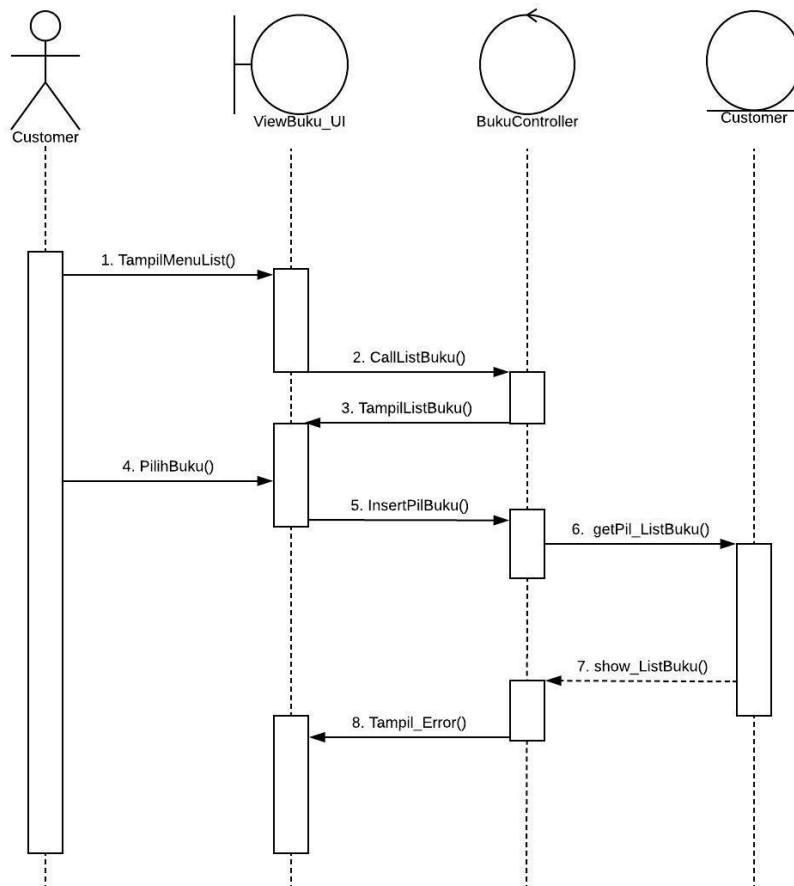 Customer
ViewBuku_UI
BukuController
Customer
1. TampilMenuList()
2. CallListBuku()
3. TampilListBuku()
4. PilihBuku()
5. InsertPilBuku()
6. getPil_ListBuku()
7. show_ListBuku()
8. Tampil_Error()